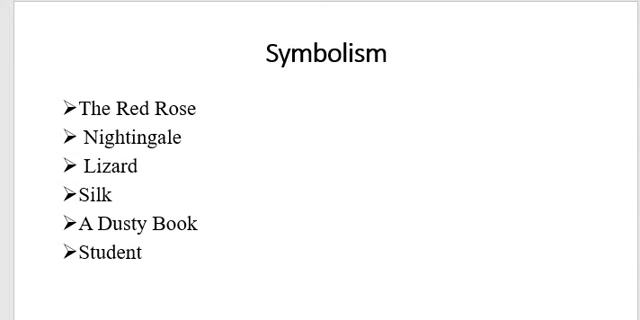 Symbolism
➢The Red Rose
➢ Nightingale
➢ Lizard
➢Silk
➢A Dusty Book
➢Student